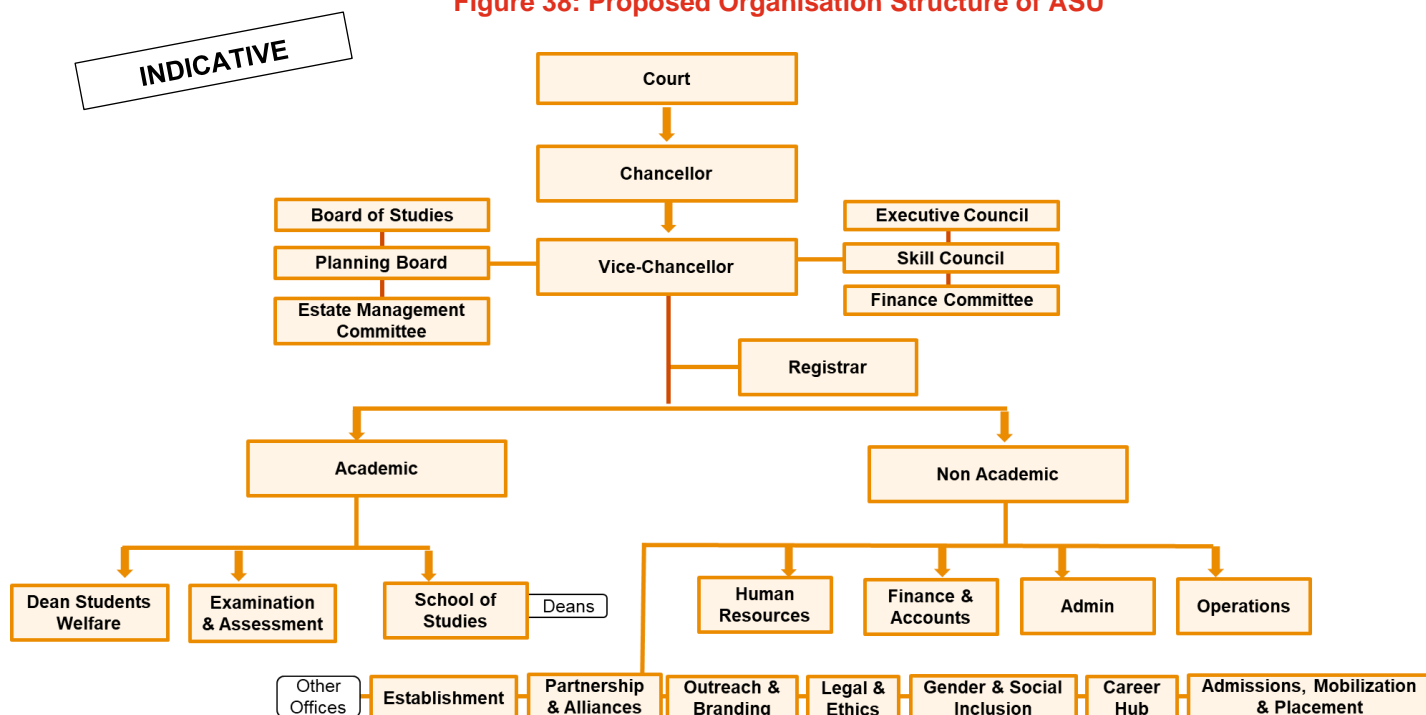 Figure 38: Proposed Organisation Structure of ASU
INDICATIVE
Court
Chancellor
Board of Studies
Executive Council
Planning Board
Vice-Chancellor
Skill Council
Estate Management
Committee
Finance Committee
Registrar
Academic
Non Academic
Dean Students
Welfare
Examination
& Assessment
School of
Studies
Deans
Human
Resources
Finance &
Accounts
Admin
Operations
Other
Offices
Establishment
Partnership
& Alliances
Outreach &
Branding
Legal &
Ethics
Gender & Social
Inclusion
Career
Hub
Admissions, Mobilization
& Placement